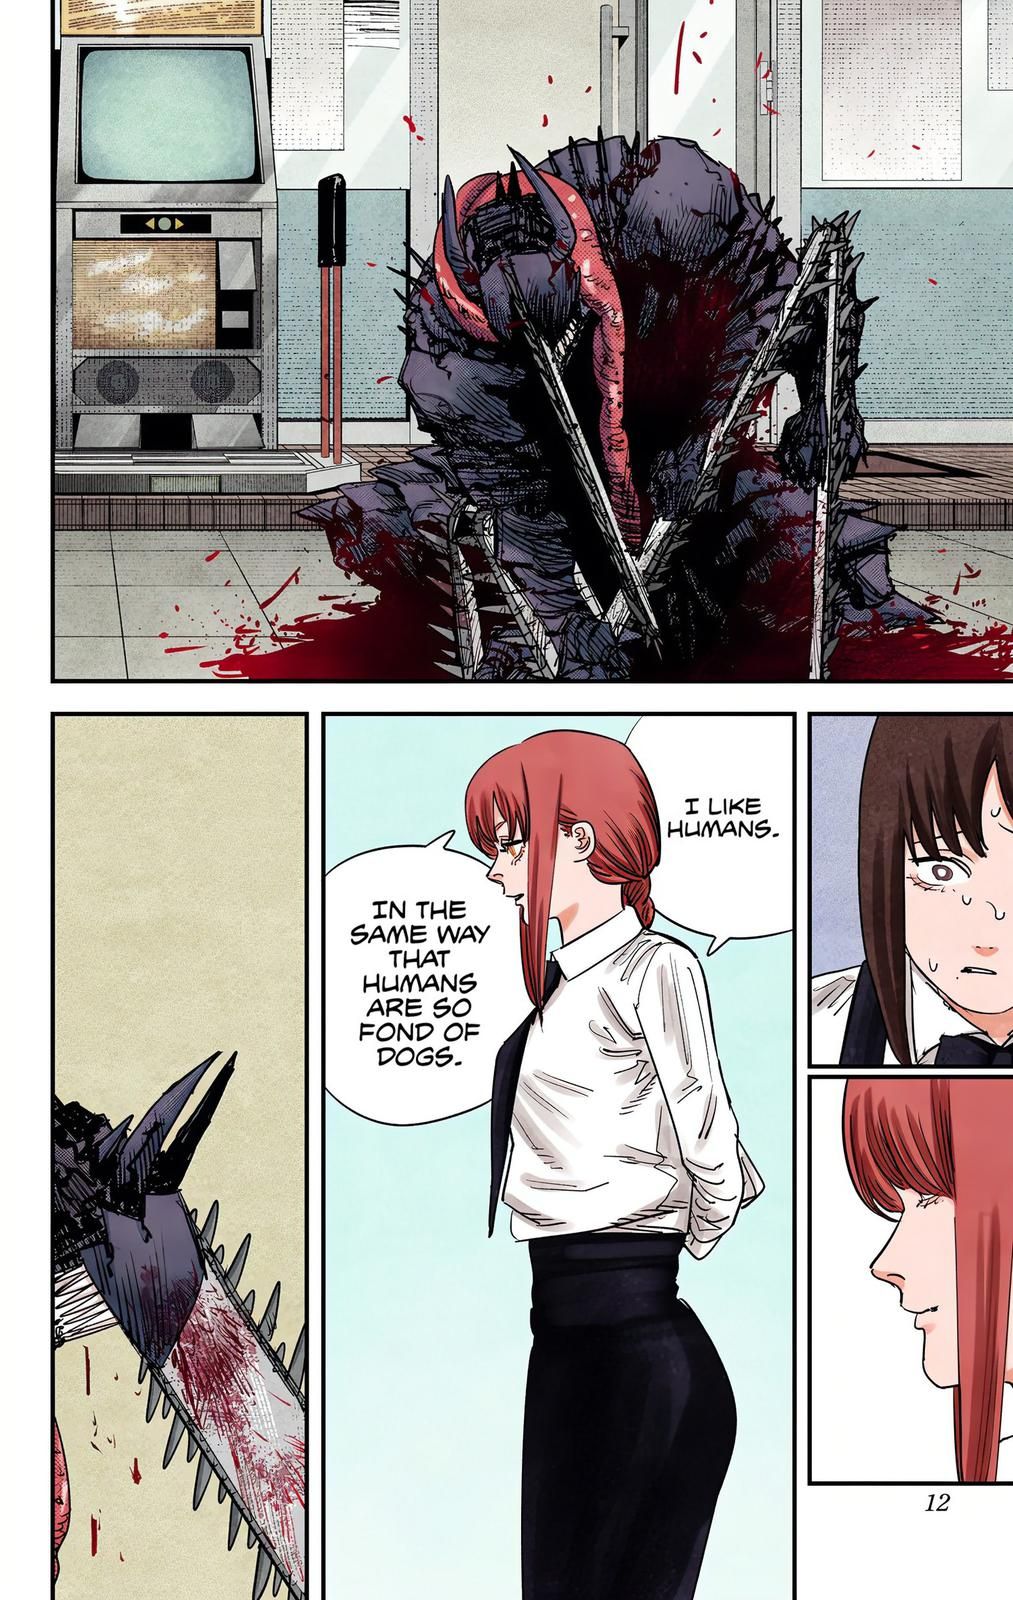 I LIKE
HUMANS.
IN THE
SAME WAY
THAT
HUMANS
ARE SO
FOND OF
DOGS.
12